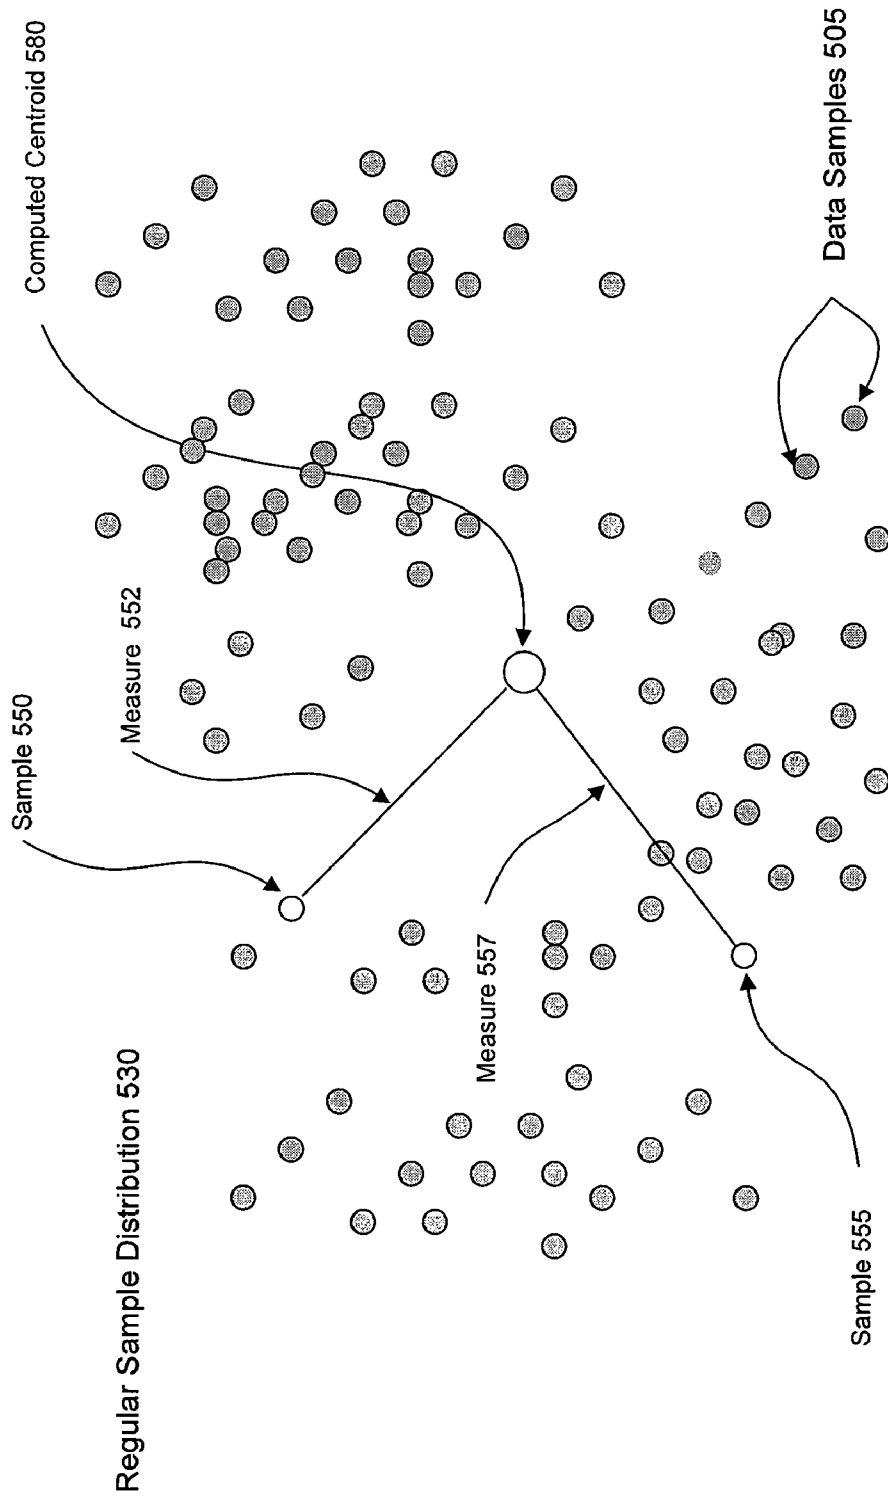 Regular Sample Distribution 530
Sample 550
Measure 552
Computed Centroid 580
Measure 557
Sample 555
Data Samples 505